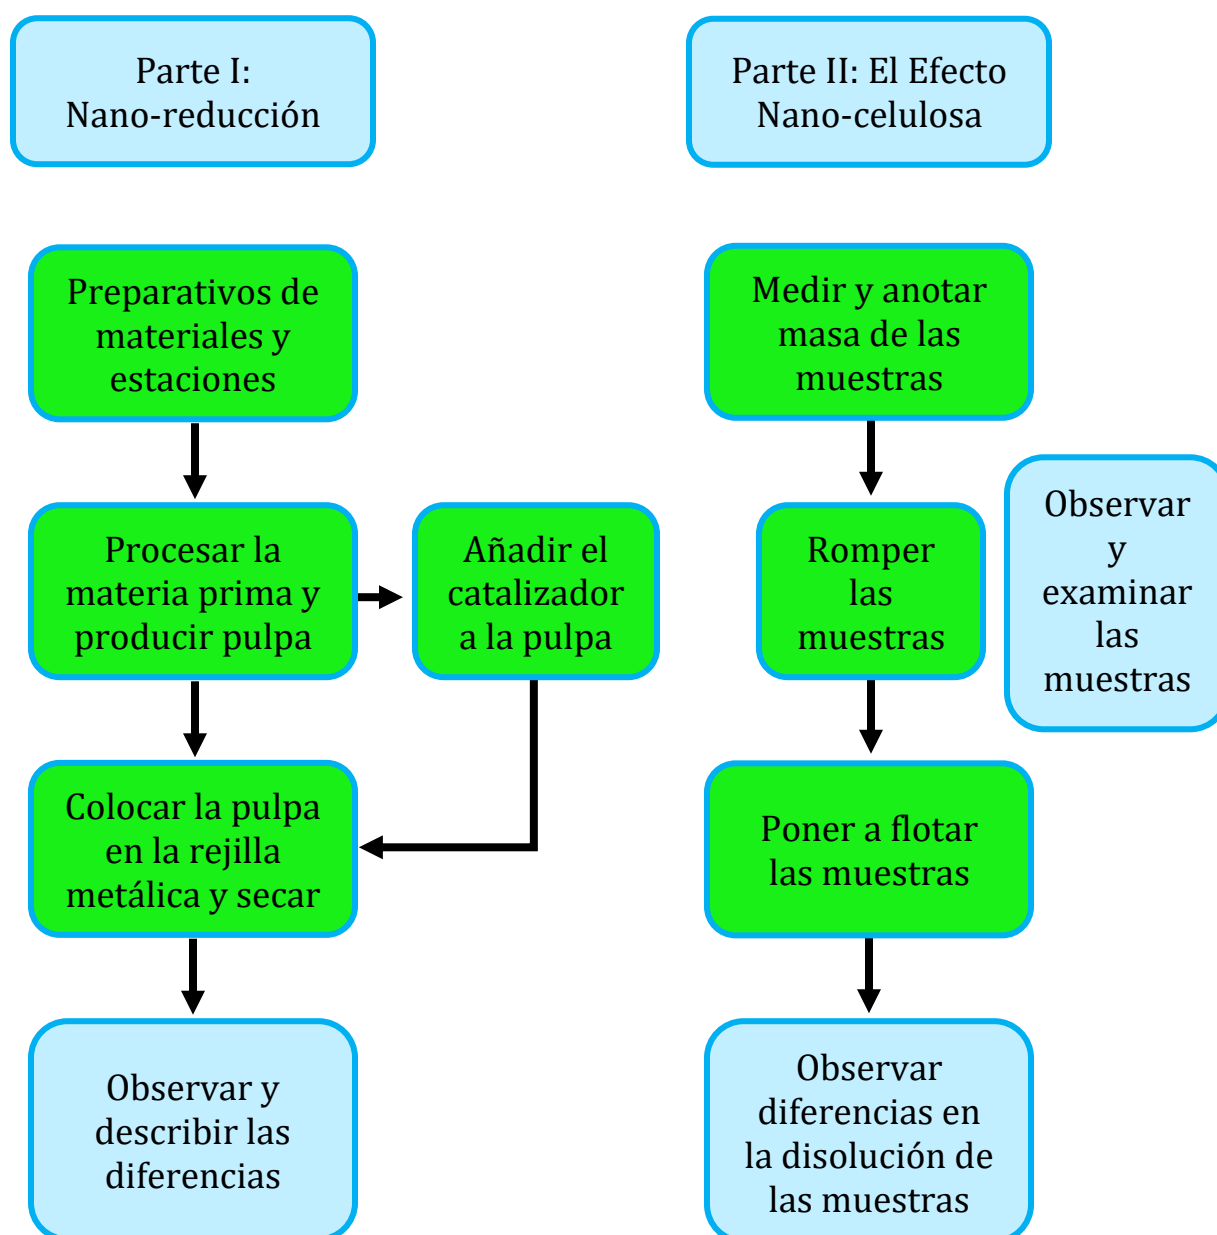 Parte I:
Nano-reducción
Preparativos de
materiales y
estaciones
Procesar la
materia prima y
producir pulpa
Añadir el
catalizador
a la pulpa
Colocar la pulpa
en la rejilla
metálica y secar
Observar y
describir las
diferencias
Parte II: El Efecto
Nano-celulosa
Medir y anotar
masa de las
muestras
Romper
las
muestras
Observar
y
examinar
las
muestras
Poner a flotar
las muestras
Observar
diferencias en
la disolución de
las muestras